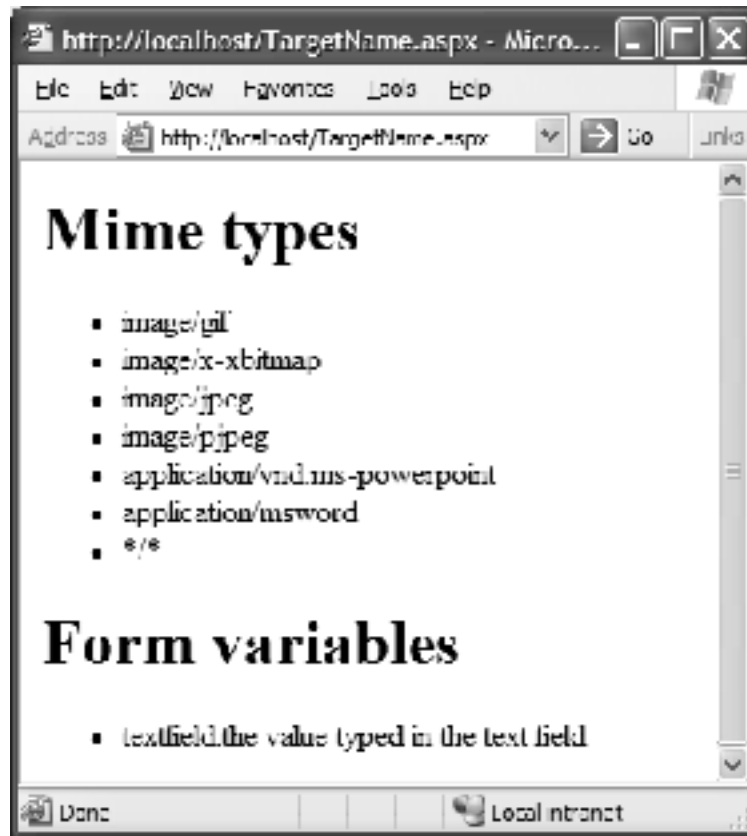 http://localhost/TargetName.aspx - Micro...
File Edit View Favorites Tools Help
Address http://localhost/TargetName.aspx Go Links
Mime types
image/gif
image/x-xbitmap
image/jpeg
image/pjpeg
application/vnd.ms-powerpoint
application/msword
*/*
Form variables
textfield:the value typed in the text field
Done Local intranet